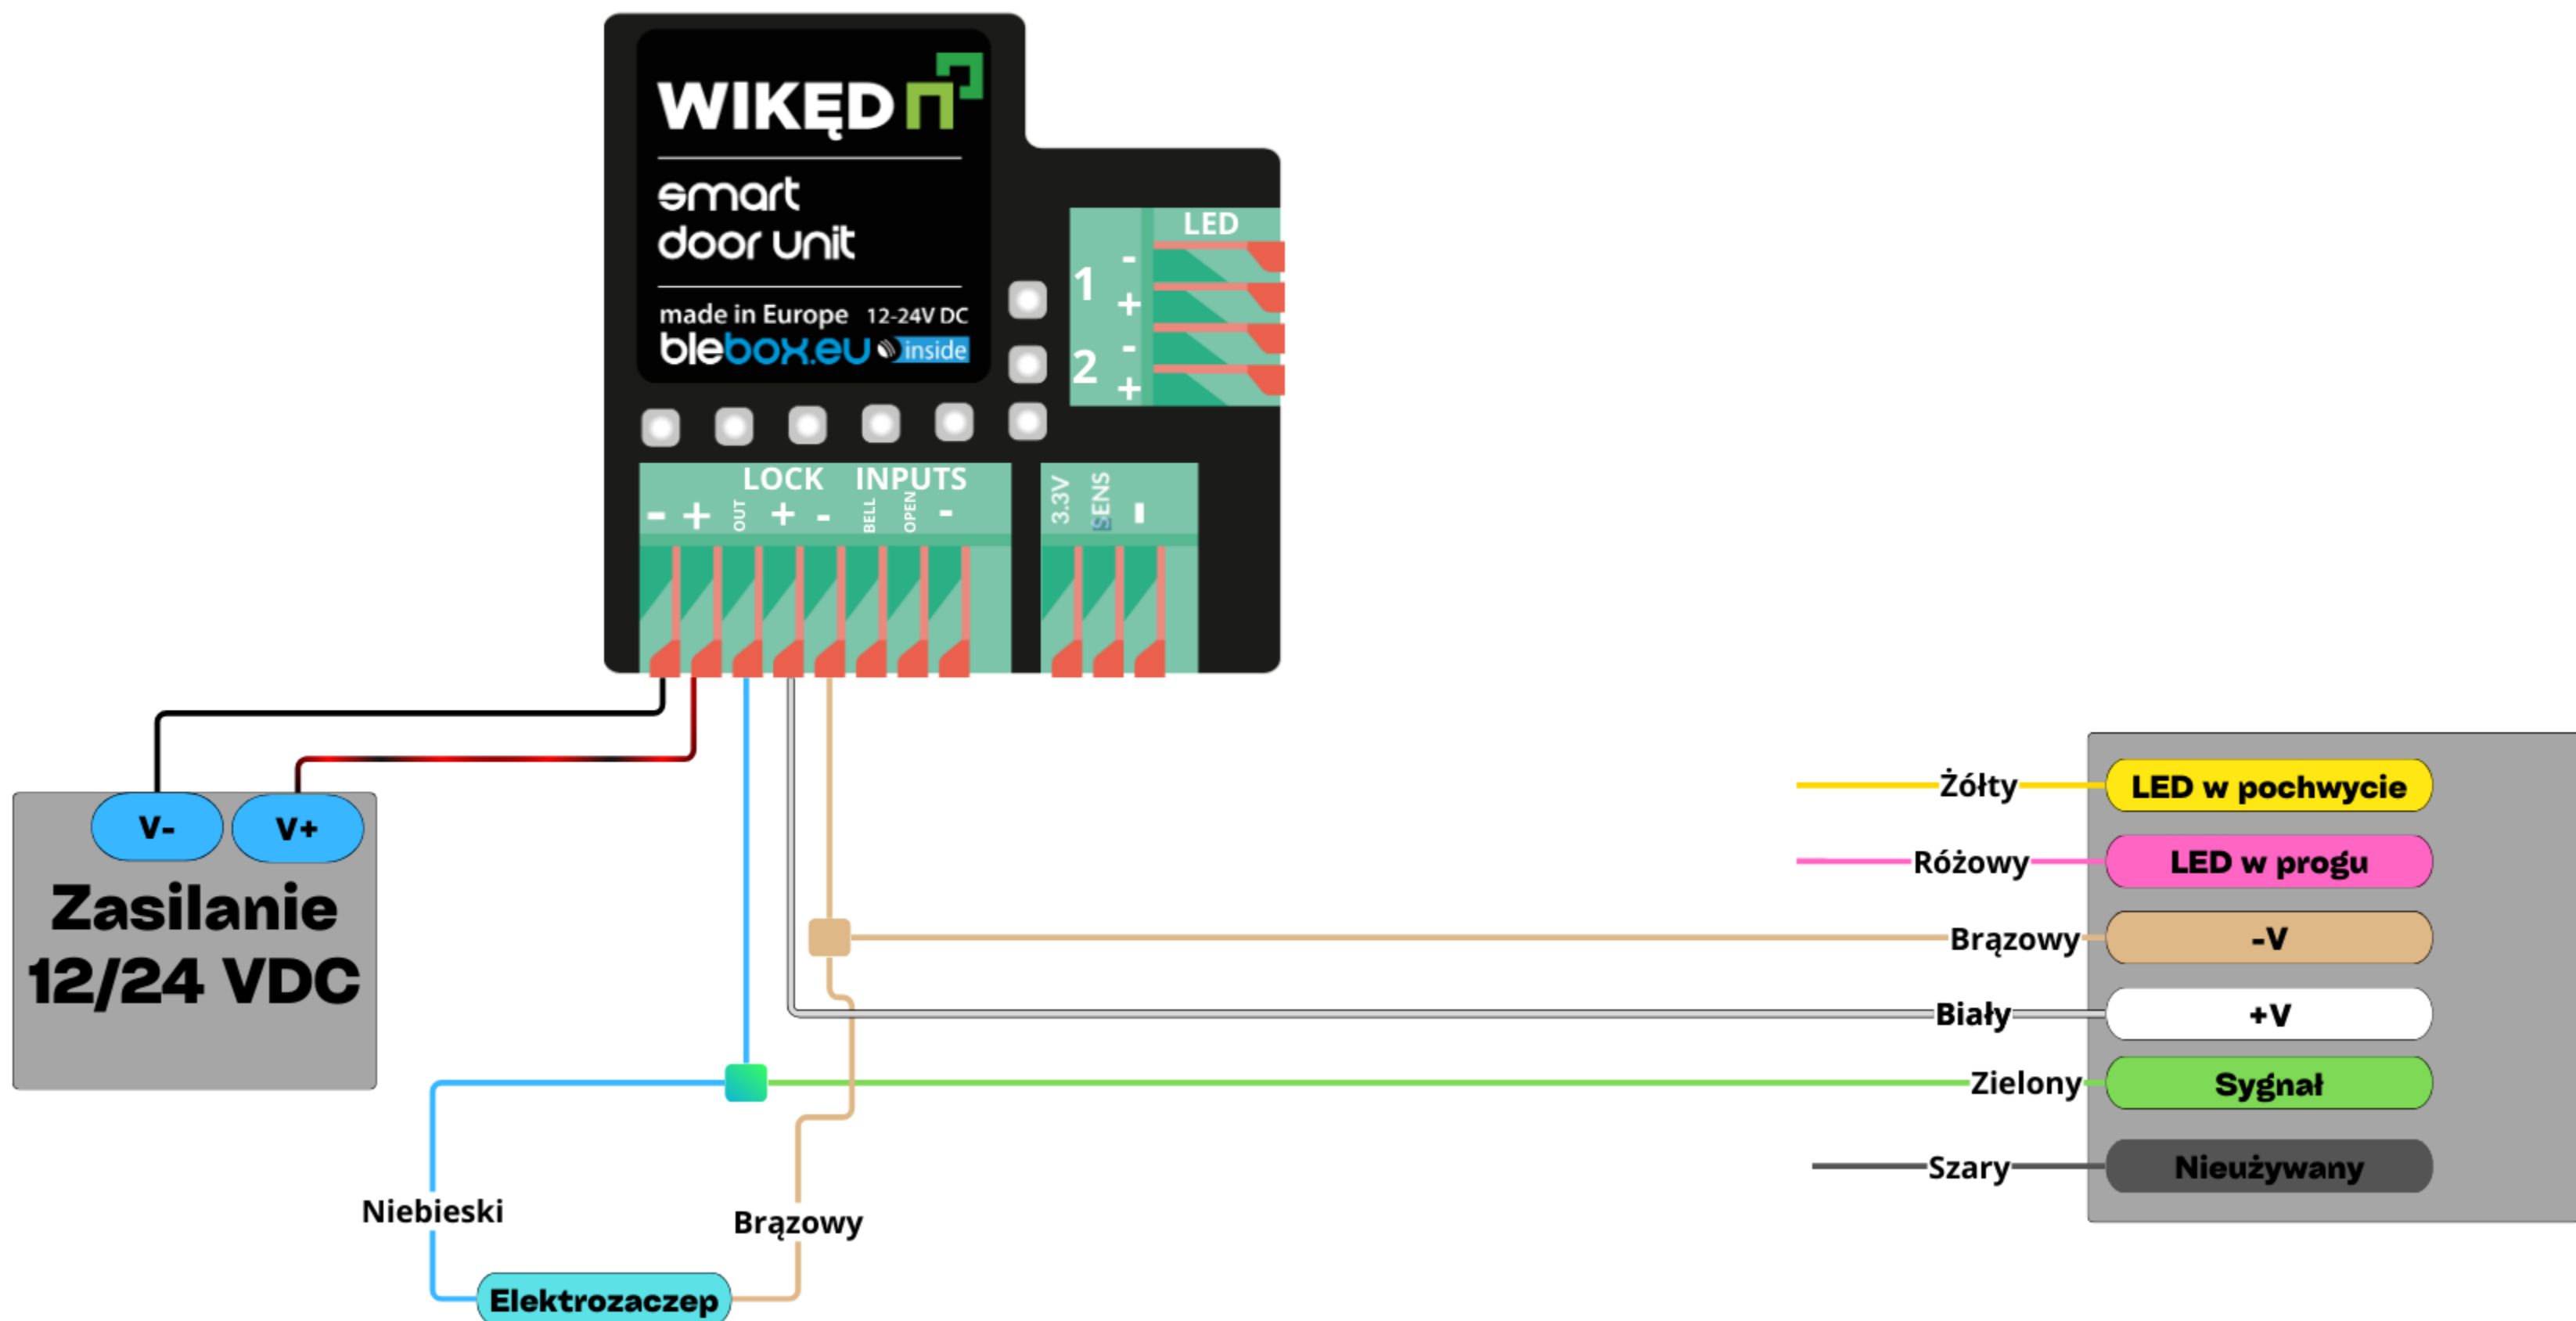 WIKĘD
smart
door unit
made in Europe 12-24V DC
blebox.eu inside
LED
1 - +
2 - +
LOCK INPUTS
- + OUT + - BELL OPEN -
3.3V SENS -
V- V+
Zasilanie
12/24 VDC
Żółty LED w pochwycie
Różowy LED w progu
Brązowy -V
Biały +V
Zielony Sygnał
Szary Nieużywany
Niebieski
Brązowy
Elektrozaczep